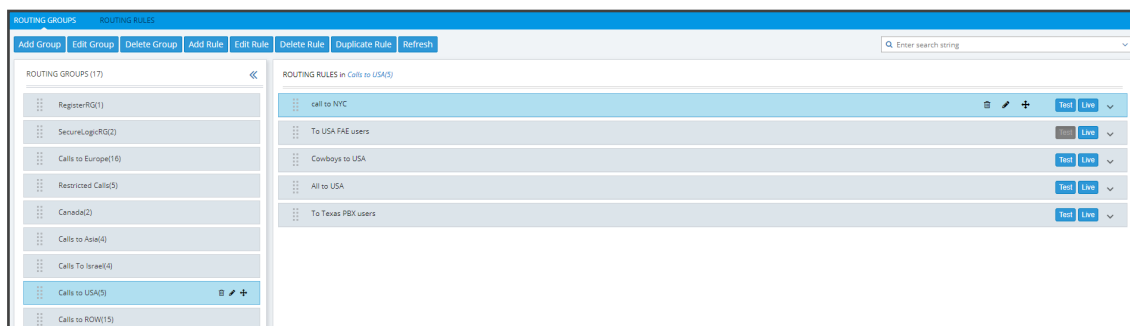 ROUTING GROUPS ROUTING RULES
Add Group Edit Group Delete Group Add Rule Edit Rule Delete Rule Duplicate Rule Refresh Enter search string
ROUTING GROUPS (17)
RegisterRG(1)
SecureLogicRG(2)
Calls to Europe(16)
Restricted Calls(5)
Canada(2)
Calls to Asia(4)
Calls To Israel(4)
Calls to USA(5)
Calls to ROW(15)
ROUTING RULES in Calls to USA(5)
call to NYC Test Live
To USA FAE users Test Live
Cowboys to USA Test Live
All to USA Test Live
To Texas PBX users Test Live